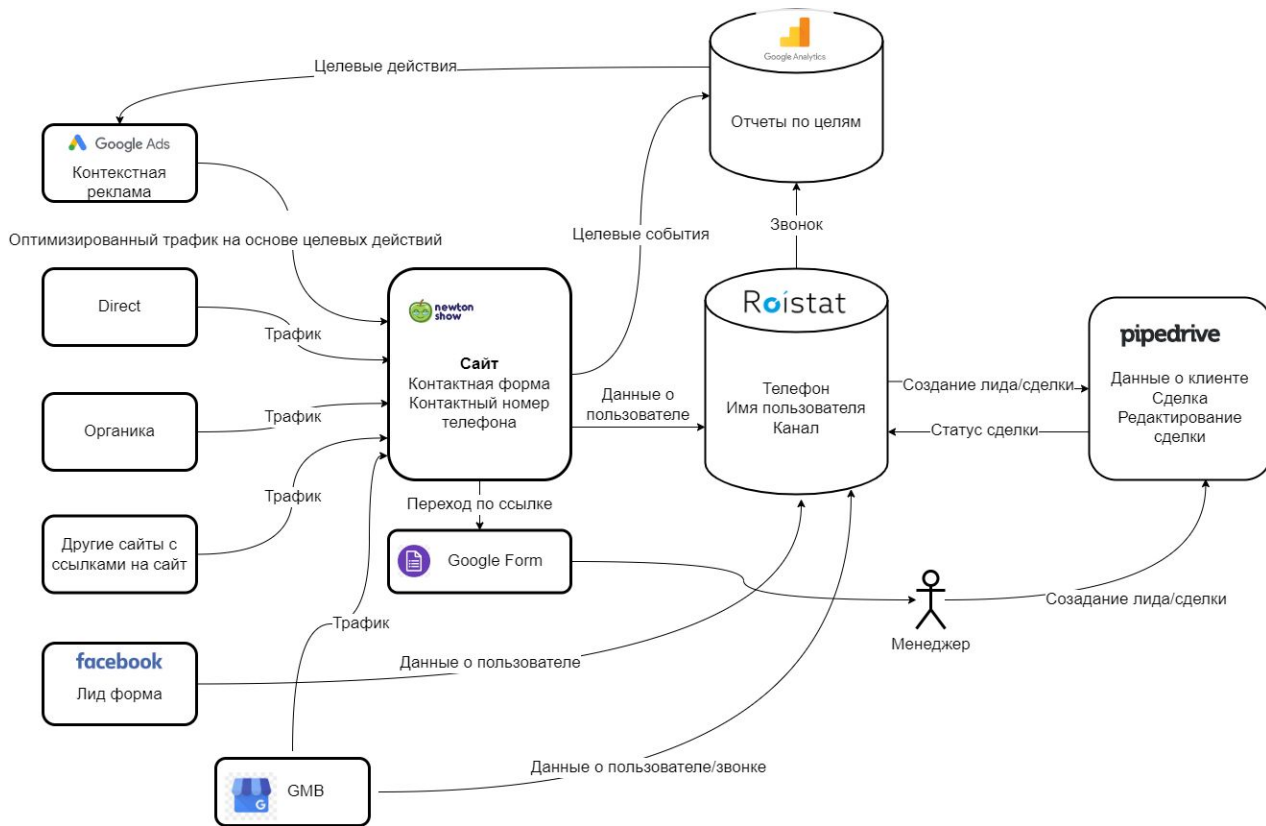 Google Analytics
Отчеты по целям
Целевые действия
Google Ads
Контекстная
реклама
Оптимизированный трафик на основе целевых действий
Целевые события
Звонок
Direct
Трафик
newton
show
Сайт
Контактная форма
Контактный номер
телефона
Данные о
пользователе
Roistat
Телефон
Имя пользователя
Канал
Создание лида/сделки
Статус сделки
pipedrive
Данные о клиенте
Сделка
Редактирование
сделки
Органика
Трафик
Другие сайты с
ссылками на сайт
Трафик
Переход по ссылке
Google Form
Трафик
Менеджер
Созадание лида/сделки
facebook
Лид форма
Данные о пользователе
G
GMB
Данные о пользователе/звонке